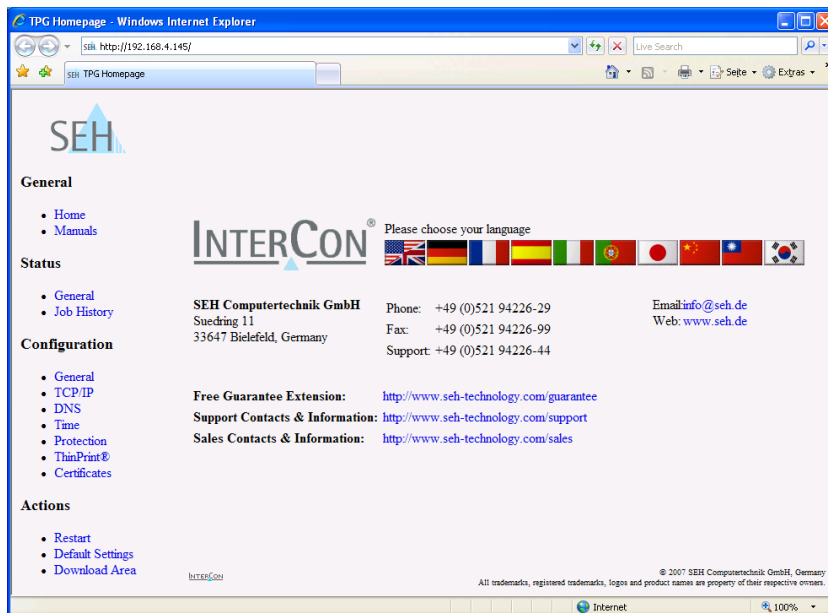 TPG Homepage - Windows Internet Explorer
SEH http://192.168.4.145/
Live Search
SEH TPG Homepage
Seite
Extras
SEH
General
Home
Manuals
Status
General
Job History
Configuration
General
TCP/IP
DNS
Time
Protection
ThinPrint®
Certificates
Actions
Restart
Default Settings
Download Area
INTERCON®
Please choose your language
SEH Computertechnik GmbH
Suedring 11
33647 Bielefeld, Germany
Phone: +49 (0)521 94226-29
Fax: +49 (0)521 94226-99
Support: +49 (0)521 94226-44
Email:info@seh.de
Web: www.seh.de
Free Guarantee Extension: http://www.seh-technology.com/guarantee
Support Contacts & Information: http://www.seh-technology.com/support
Sales Contacts & Information: http://www.seh-technology.com/sales
INTERCON
© 2007 SEH Computertechnik GmbH, Germany
All trademarks, registered trademarks, logos and product names are property of their respective owners.
Internet
100%